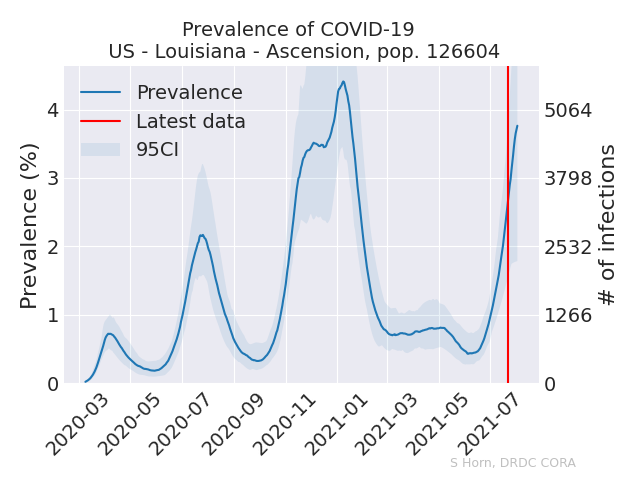 Prevalence of COVID-19
US - Louisiana - Ascension, pop. 126604
Prevalence
Latest data
95CI
Prevalence (%)
4
3
2
1
0
5064
3798
2532
1266
0
# of infections
2020-03
2020-05
2020-07
2020-09
2020-11
2021-01
2021-03
2021-05
2021-07
S Horn, DRDC CORA